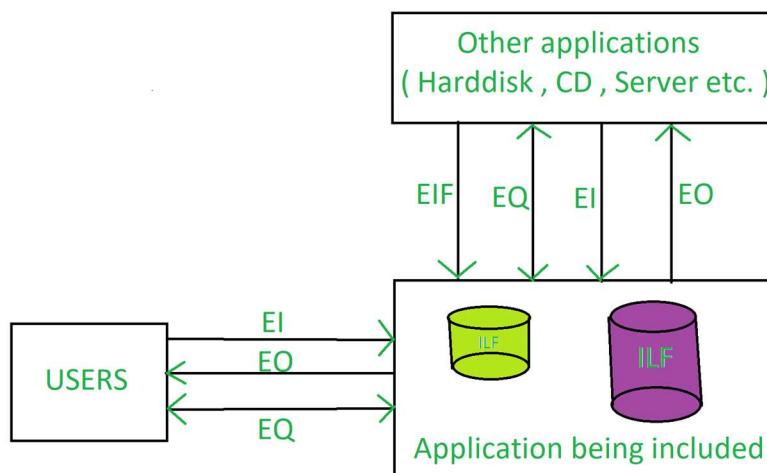 Other applications
( Harddisk , CD , Server etc. )
EIF
EQ
EI
EO
EI
EO
EQ
USERS
ILF
ILF
Application being included